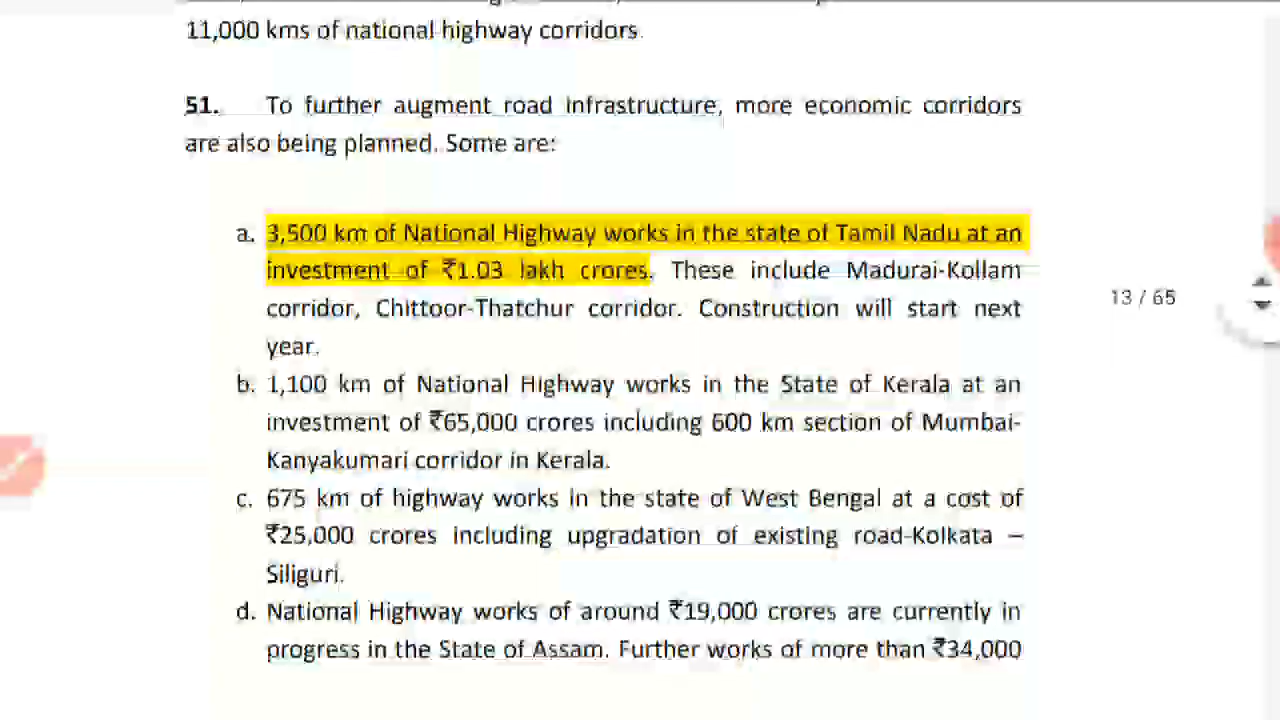 11,000 kms of national highway corridors.
51. To further augment road infrastructure, more economic corridors
are also being planned. Some are:
a. 3,500 km of National Highway works in the state of Tamil Nadu at an
investment of ₹1.03 lakh crores. These include Madurai-Kollam
corridor, Chittoor-Thatchur corridor. Construction will start next
year.
13 / 65
b. 1,100 km of National Highway works in the State of Kerala at an
investment of ₹65,000 crores including 600 km section of Mumbai-
Kanyakumari corridor in Kerala.
c. 675 km of highway works in the state of West Bengal at a cost of
₹25,000 crores including upgradation of existing road-Kolkata –
Siliguri.
d. National Highway works of around ₹19,000 crores are currently in
progress in the State of Assam. Further works of more than ₹34,000